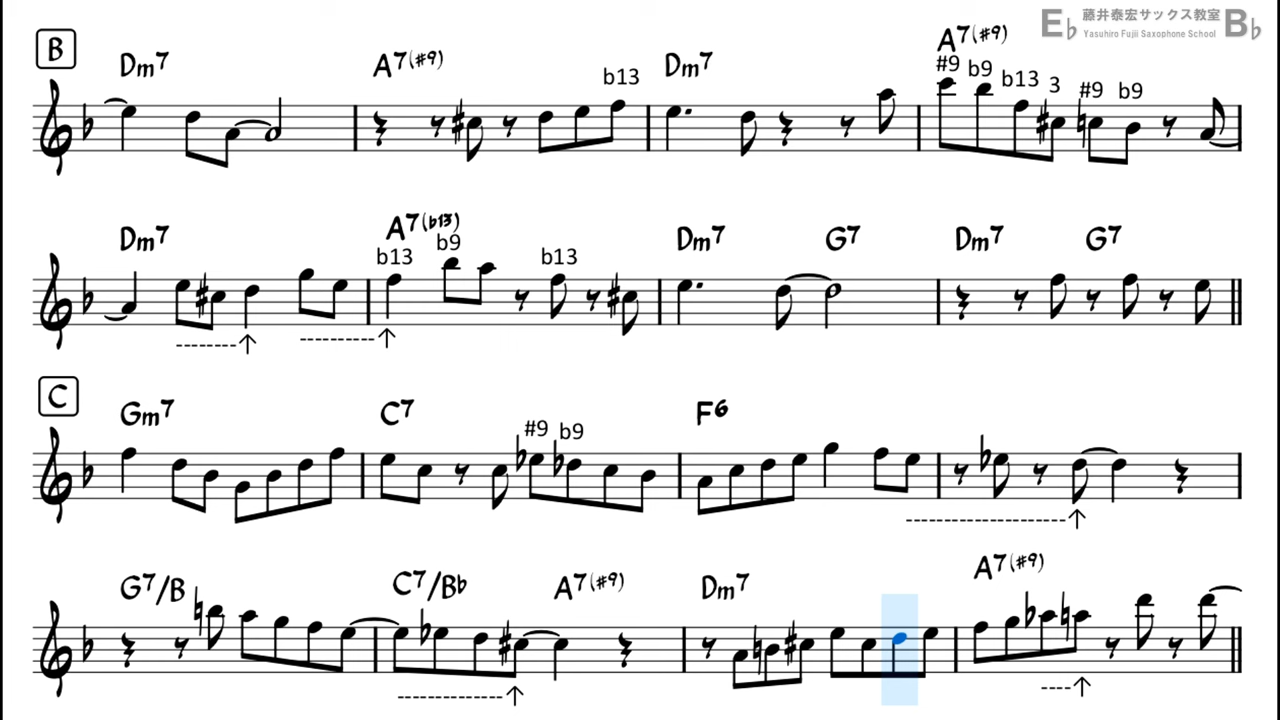 E♭ 藤井泰宏サックス教室 B♭
Yasuhiro Fujii Saxophone School
B
Dm7 A7(#9) Dm7 A7(#9)
b13 #9 b9 b13 3 #9 b9
Dm7 A7(b13) Dm7 G7 Dm7 G7
b13 b9 b13
C
Gm7 C7 F6
#9 b9
G7/B C7/B♭ A7(#9) Dm7 A7(#9)